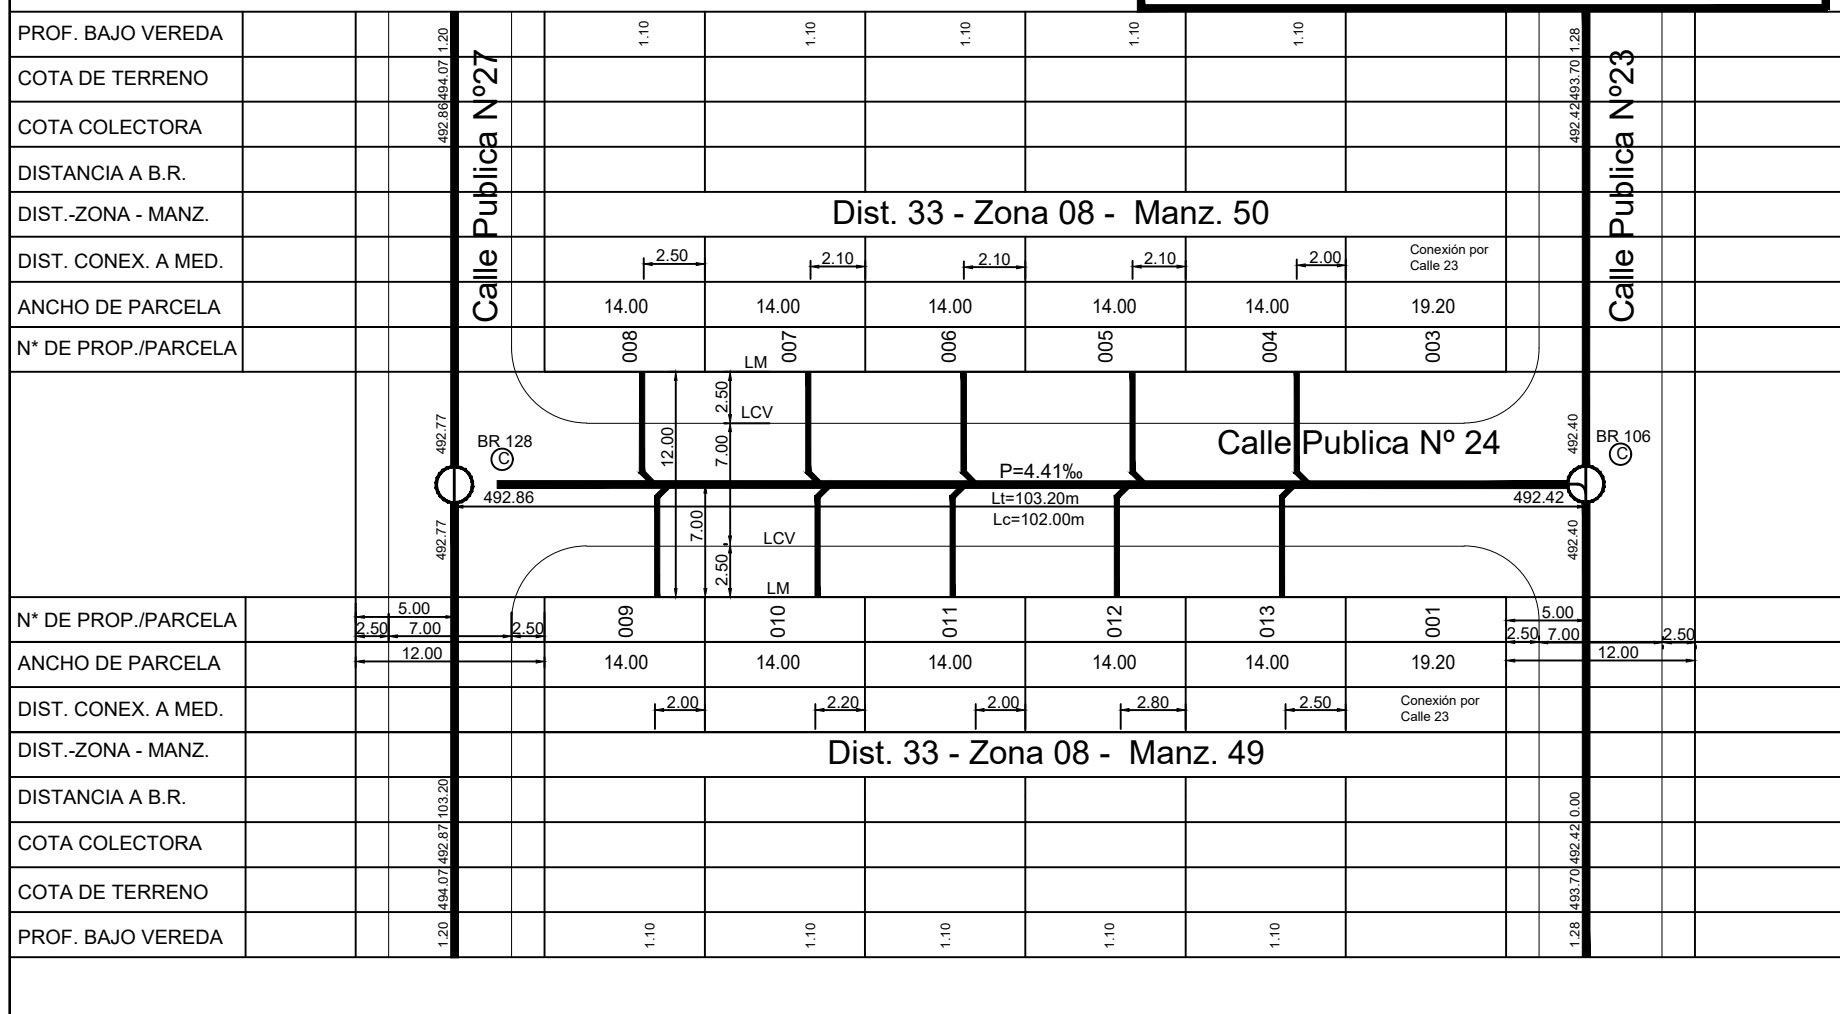 PROF. BAJO VEREDA
1.20
1.10
1.10
1.10
1.10
1.10
1.28
COTA DE TERRENO
494.07
493.70
COTA COLECTORA
492.86
492.42
Calle Publica Nº27
Calle Publica Nº23
DISTANCIA A B.R.
DIST.-ZONA - MANZ.
Dist. 33 - Zona 08 - Manz. 50
DIST. CONEX. A MED.
2.50
2.10
2.10
2.10
2.00
Conexión por
Calle 23
ANCHO DE PARCELA
14.00
14.00
14.00
14.00
14.00
19.20
N* DE PROP./PARCELA
008
007
006
005
004
003
LM
2.50
LCV
492.77
BR 128
C
12.00
7.00
Calle Publica Nº 24
492.40
BR 106
C
P=4.41‰
492.86
Lt=103.20m
492.42
Lc=102.00m
492.77
7.00
LCV
492.40
2.50
LM
N* DE PROP./PARCELA
5.00
2.50
7.00
2.50
009
010
011
012
013
001
5.00
2.50
7.00
2.50
ANCHO DE PARCELA
12.00
14.00
14.00
14.00
14.00
14.00
19.20
12.00
DIST. CONEX. A MED.
2.00
2.20
2.00
2.80
2.50
Conexión por
Calle 23
DIST.-ZONA - MANZ.
Dist. 33 - Zona 08 - Manz. 49
DISTANCIA A B.R.
103.20
0.00
COTA COLECTORA
492.87
492.42
COTA DE TERRENO
494.07
493.70
PROF. BAJO VEREDA
1.20
1.10
1.10
1.10
1.10
1.10
1.28